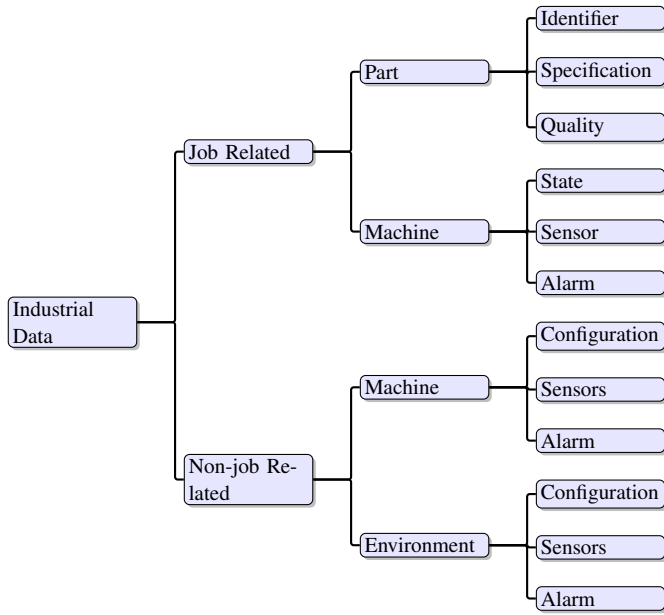 Industrial
Data
Job Related
Part
Identifier
Specification
Quality
Machine
State
Sensor
Alarm
Non-job Re-
lated
Machine
Configuration
Sensors
Alarm
Environment
Configuration
Sensors
Alarm